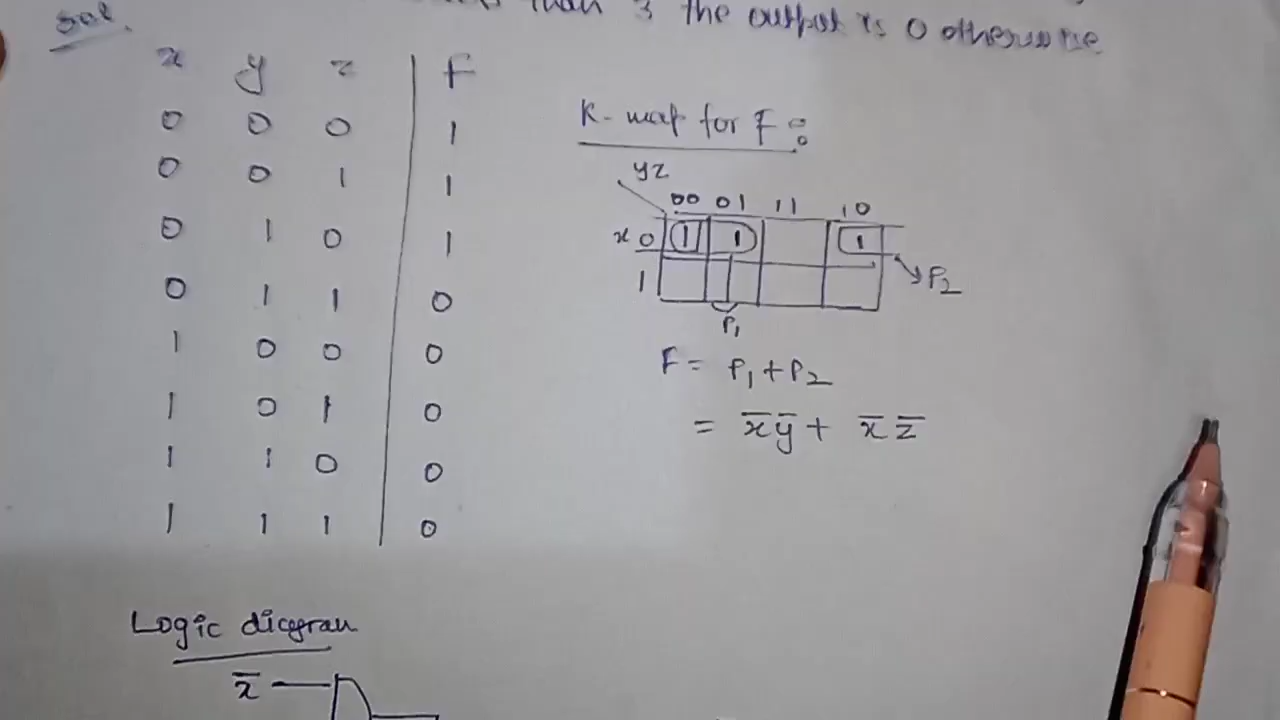 than 3 the output is 0 otherwise
Sol.
x y z F
0 0 0 1
0 0 1 1
0 1 0 1
0 1 1 0
1 0 0 0
1 0 1 0
1 1 0 0
1 1 1 0
K-map for F :
yz
00 01 11 10
x 0 1 1 1
1
P₂
P₁
F = P₁+P₂
= x̅ y̅ + x̅ z̅
Logic diagram
x̅